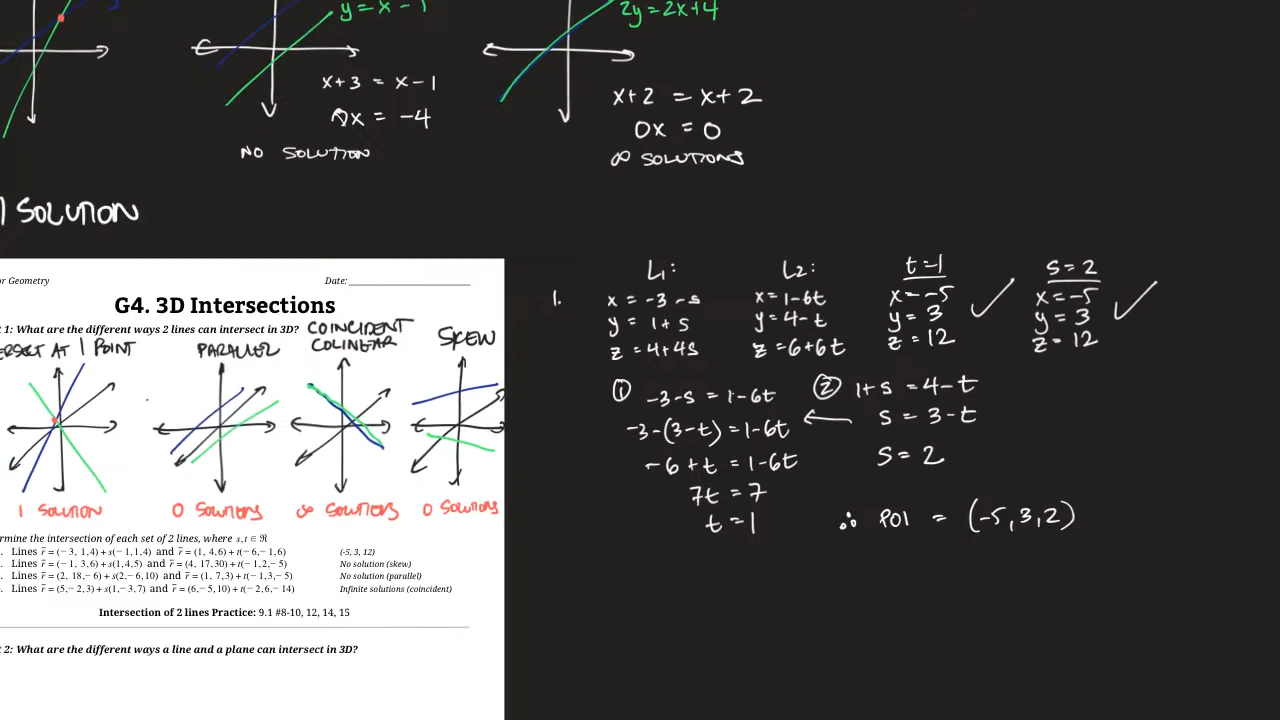 y = x - 1
2y = 2x + 4
x+3 = x-1
0x = -4
NO SOLUTION
x+2 = x+2
0x = 0
∞ SOLUTIONS
1 SOLUTION
or Geometry
Date:
G4. 3D Intersections
t 1: What are the different ways 2 lines can intersect in 3D?
ERSECT AT 1 POINT
PARALLEL
COINCIDENT
COLINEAR
SKEW
1 SOLUTION
0 SOLUTIONS
∞ SOLUTIONS
0 SOLUTIONS
rmine the intersection of each set of 2 lines, where s,t ∈ ℜ
. Lines r⃗ = (−3, 1,4)+s(−1,1,4) and r⃗ = (1, 4,6)+t(−6,−1,6) (-5, 3, 12)
. Lines r⃗ = (−1, 3,6)+s(1,4,5) and r⃗ = (4, 17,30)+t(−1,2,−5) No solution (skew)
. Lines r⃗ = (2, 18,−6)+s(2,−6,10) and r⃗ = (1, 7,3)+t(−1,3,−5) No solution (parallel)
. Lines r⃗ = (5,−2,3)+s(1,−3,7) and r⃗ = (6,−5,10)+t(−2,6,−14) Infinite solutions (coincident)
Intersection of 2 lines Practice: 9.1 #8-10, 12, 14, 15
t 2: What are the different ways a line and a plane can intersect in 3D?
1.
L1:
x = -3 - s
y = 1+s
z = 4+4s
L2:
x = 1-6t
y = 4-t
z = 6+6t
t=1
x=-5
y = 3
z = 12
✓
s = 2
x=-5
y = 3
z = 12
✓
① -3-s = 1-6t
-3-(3-t) = 1-6t
-6+t = 1-6t
7t = 7
t = 1
② 1+s = 4-t
s = 3-t
s = 2
∴ POI = (-5, 3, 2)